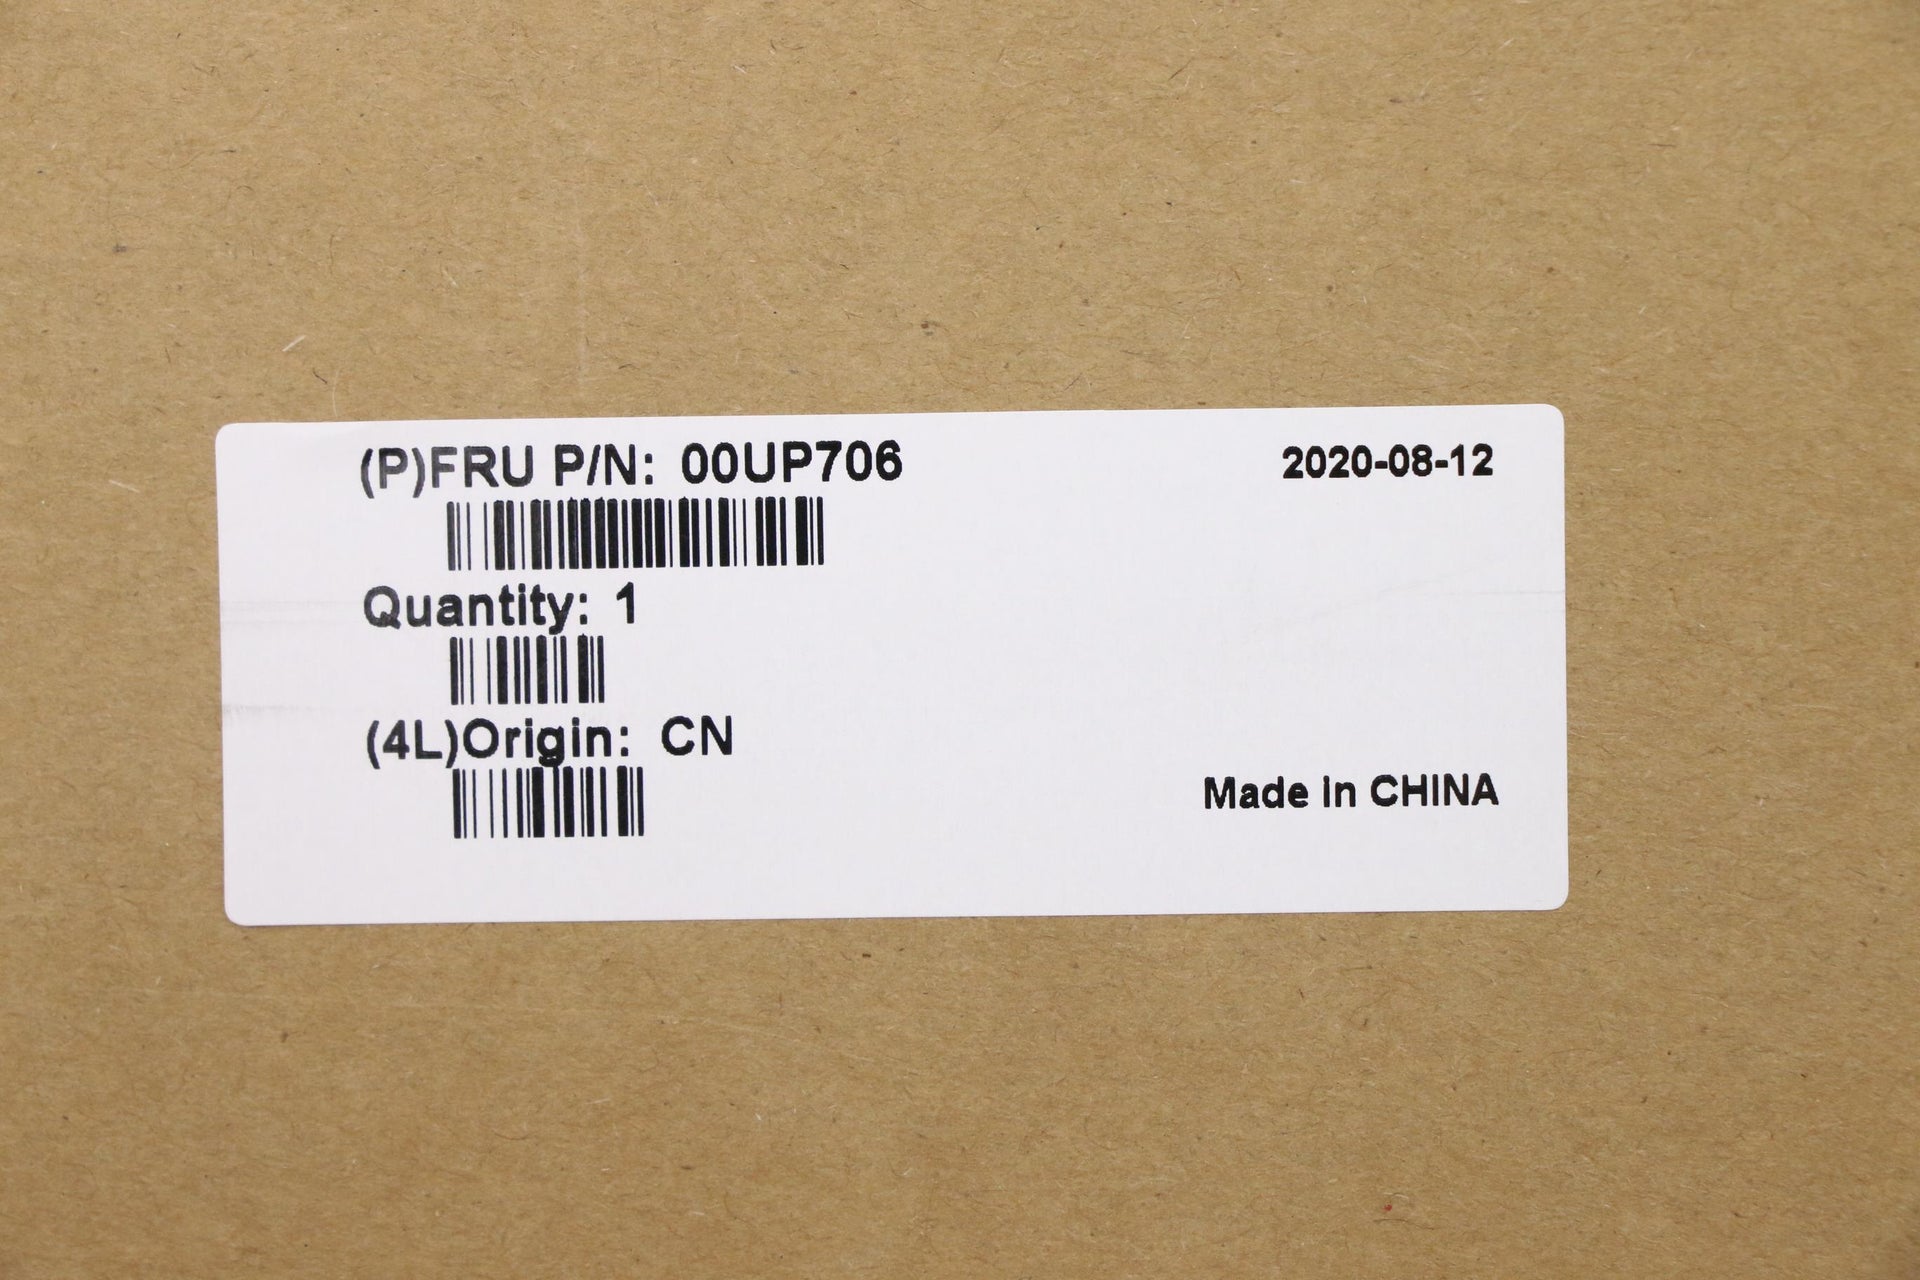 (P)FRU P/N: 00UP706
2020-08-12
Quantity: 1
(4L)Origin: CN
Made in CHINA